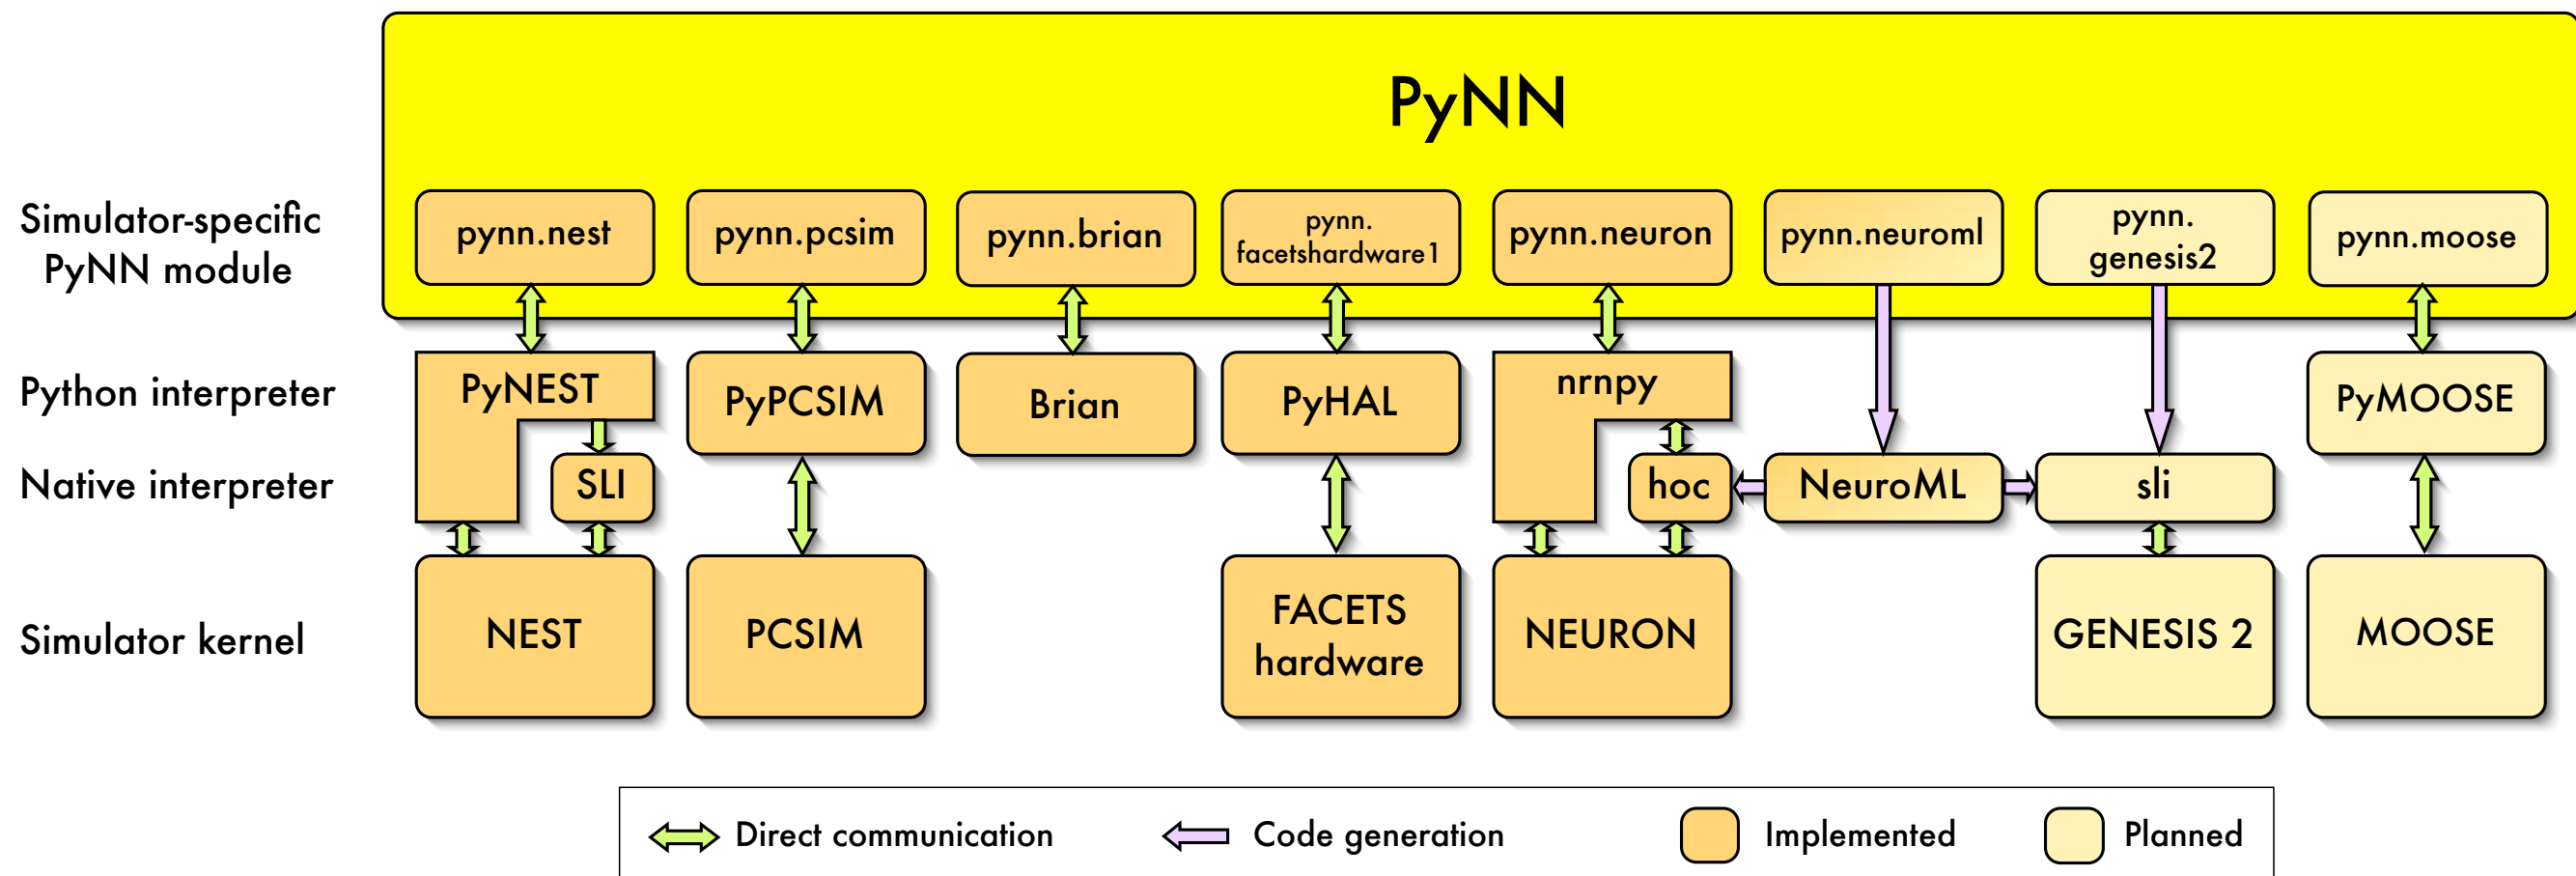 PyNN
Simulator-specific
PyNN module
pynn.nest
pynn.pcsim
pynn.brian
pynn.
facetshardware1
pynn.neuron
pynn.neuroml
pynn.
genesis2
pynn.moose
Python interpreter
PyNEST
PyPCSIM
Brian
PyHAL
nrnpy
PyMOOSE
Native interpreter
SLI
hoc
NeuroML
sli
Simulator kernel
NEST
PCSIM
FACETS
hardware
NEURON
GENESIS 2
MOOSE
Direct communication
Code generation
Implemented
Planned